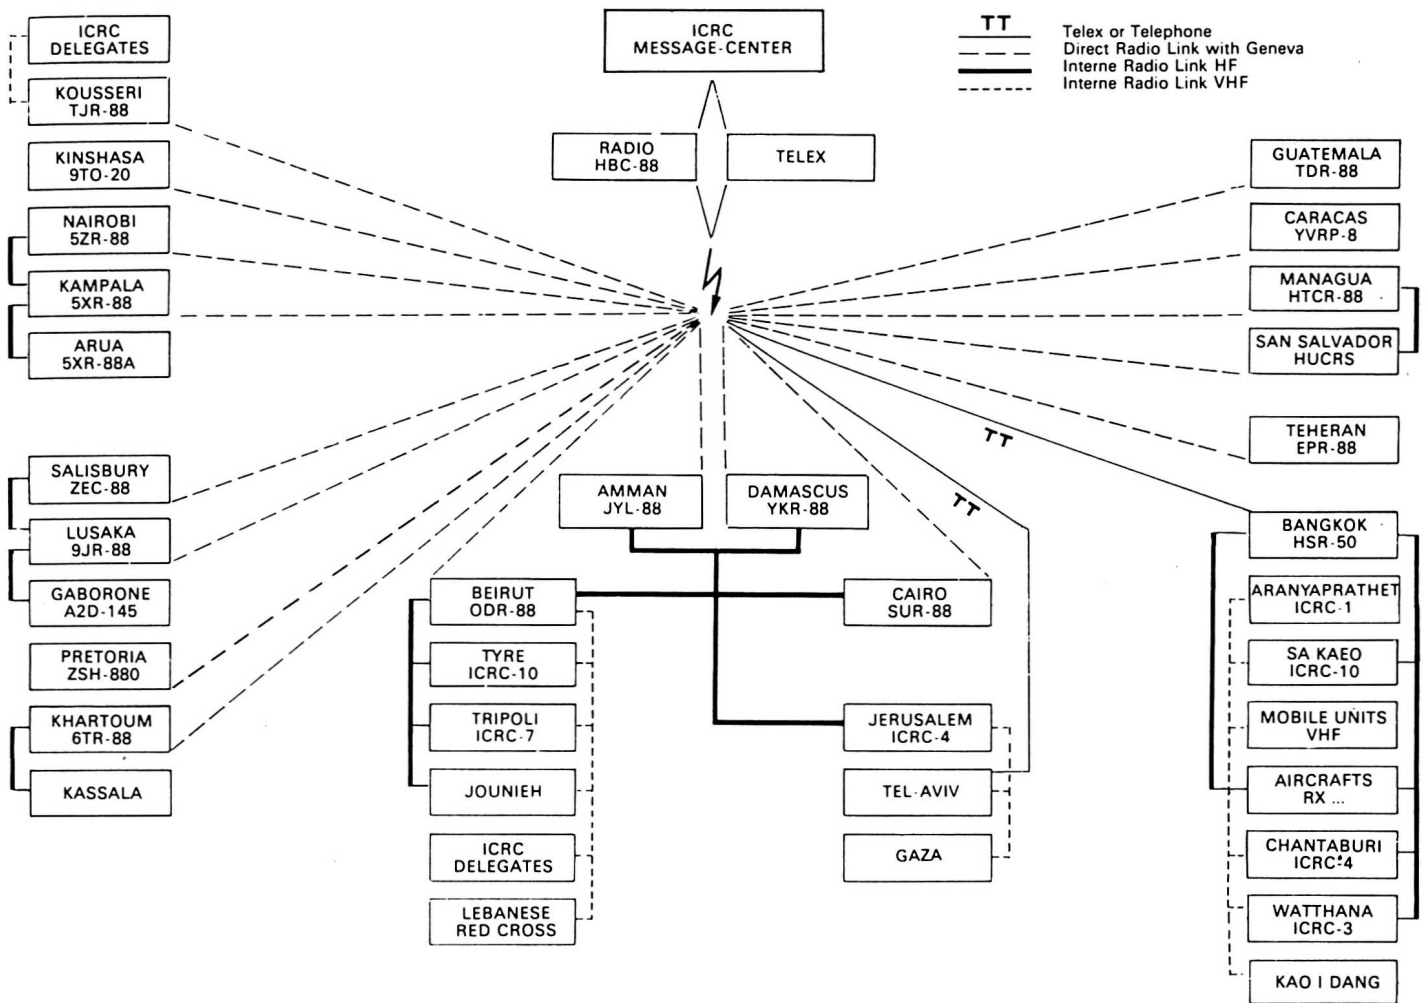 ICRC
DELEGATES
KOUSSERI
TJR-88
KINSHASA
9TO-20
NAIROBI
5ZR-88
KAMPALA
5XR-88
ARUA
5XR-88A
SALISBURY
ZEC-88
LUSAKA
9JR-88
GABORONE
A2D-145
PRETORIA
ZSH-880
KHARTOUM
6TR-88
KASSALA
ICRC
MESSAGE-CENTER
RADIO
HBC-88
TELEX
TT
Telex or Telephone
Direct Radio Link with Geneva
Interne Radio Link HF
Interne Radio Link VHF
AMMAN
JYL-88
DAMASCUS
YKR-88
BEIRUT
ODR-88
TYRE
ICRC-10
TRIPOLI
ICRC-7
JOUNIEH
ICRC
DELEGATES
LEBANESE
RED CROSS
CAIRO
SUR-88
JERUSALEM
ICRC-4
TEL-AVIV
GAZA
TT
TT
GUATEMALA
TDR-88
CARACAS
YVRP-8
MANAGUA
HTCR-88
SAN SALVADOR
HUCRS
TEHERAN
EPR-88
BANGKOK
HSR-50
ARANYAPRATHET
ICRC-1
SA KAEO
ICRC-10
MOBILE UNITS
VHF
AIRCRAFTS
RX ...
CHANTABURI
ICRC-4
WATTHANA
ICRC-3
KAO I DANG